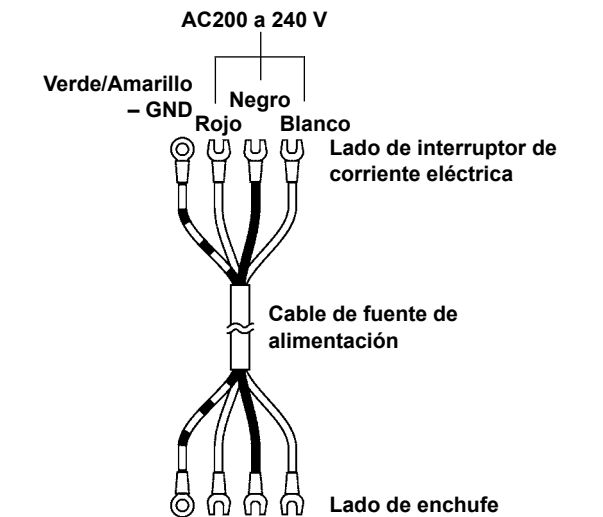 AC200 a 240 V
Verde/Amarillo
– GND
Negro
Rojo
Blanco
Lado de interruptor de
corriente eléctrica
Cable de fuente de
alimentación
Lado de enchufe